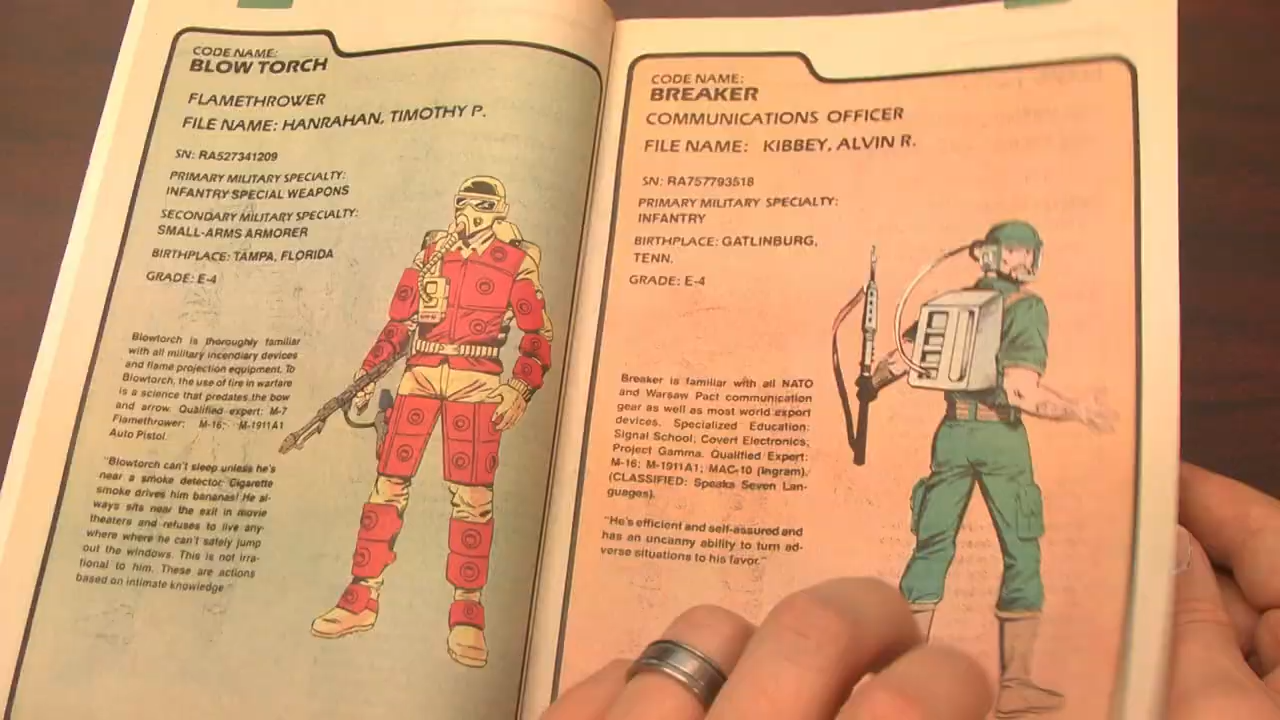 CODE NAME:
BLOW TORCH
FLAMETHROWER
FILE NAME: HANRAHAN, TIMOTHY P.
SN: RA527341209
PRIMARY MILITARY SPECIALTY:
INFANTRY SPECIAL WEAPONS
SECONDARY MILITARY SPECIALTY:
SMALL-ARMS ARMORER
BIRTHPLACE: TAMPA, FLORIDA
GRADE: E-4
Blowtorch is thoroughly familiar
with all military incendiary devices
and flame projection equipment. To
Blowtorch, the use of fire in warfare
is a science that predates the bow
and arrow. Qualified expert: M-7
Flamethrower; M-16; M-1911A1
Auto Pistol.
"Blowtorch can't sleep unless he's
near a smoke detector. Cigarette
smoke drives him bananas! He al-
ways sits near the exit in movie
theaters and refuses to live any-
where where he can't safely jump
out the windows. This is not irra-
tional to him. These are actions
based on intimate knowledge."
CODE NAME:
BREAKER
COMMUNICATIONS OFFICER
FILE NAME: KIBBEY, ALVIN R.
SN: RA757793518
PRIMARY MILITARY SPECIALTY:
INFANTRY
BIRTHPLACE: GATLINBURG,
TENN.
GRADE: E-4
Breaker is familiar with all NATO
and Warsaw Pact communication
gear as well as most world export
devices. Specialized Education:
Signal School; Covert Electronics;
Project Gamma. Qualified Expert:
M-16; M-1911A1; MAC-10 (Ingram).
(CLASSIFIED: Speaks Seven Lan-
guages).
"He's efficient and self-assured and
has an uncanny ability to turn ad-
verse situations to his favor."